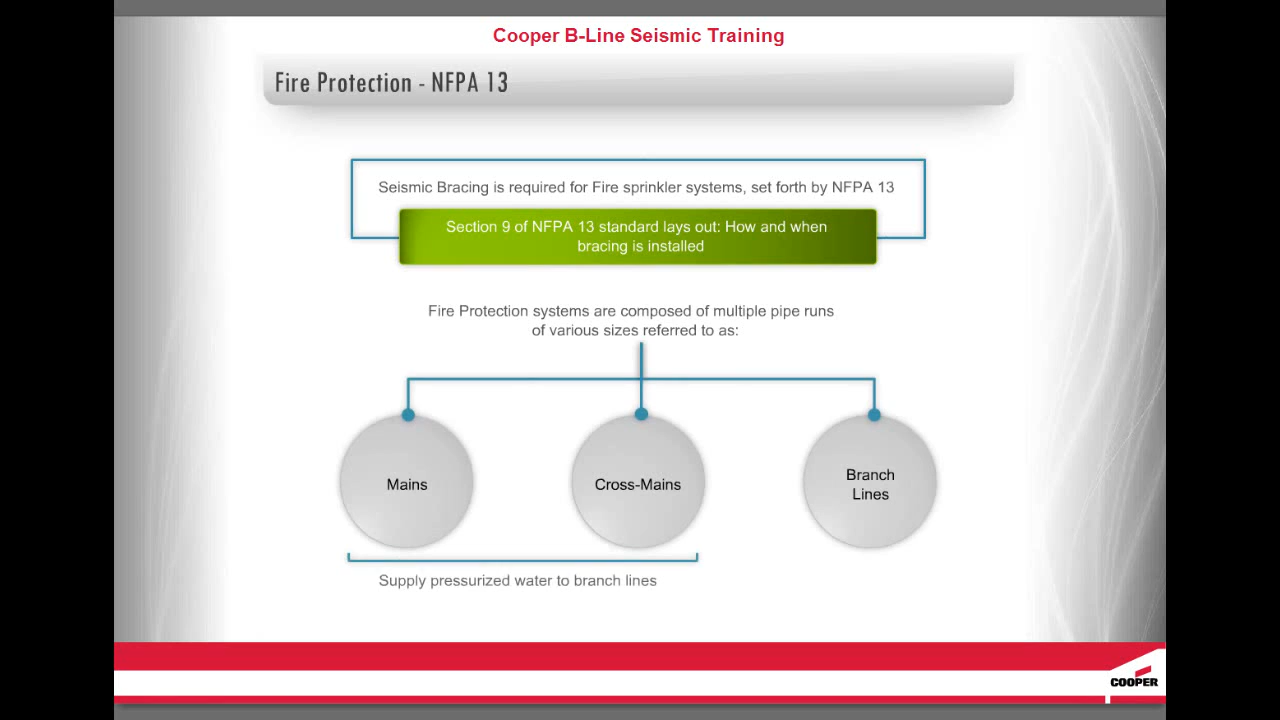 Cooper B-Line Seismic Training
Fire Protection - NFPA 13
Seismic Bracing is required for Fire sprinkler systems, set forth by NFPA 13
Section 9 of NFPA 13 standard lays out: How and when
bracing is installed
Fire Protection systems are composed of multiple pipe runs
of various sizes referred to as:
Mains
Cross-Mains
Branch
Lines
Supply pressurized water to branch lines
COOPER